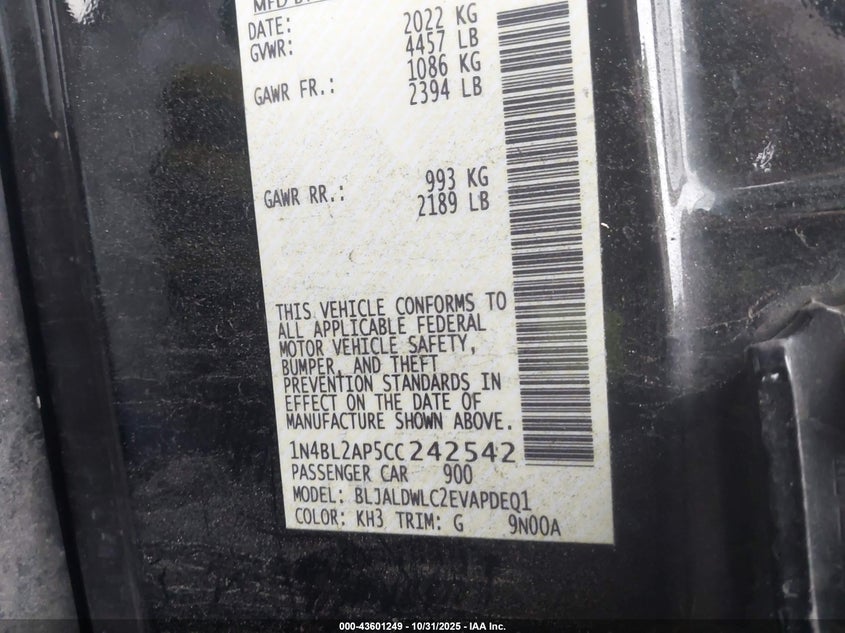 DATE: 2022 KG
GVWR: 4457 LB
1086 KG
GAWR FR.: 2394 LB
993 KG
GAWR RR.: 2189 LB
THIS VEHICLE CONFORMS TO
ALL APPLICABLE FEDERAL
MOTOR VEHICLE SAFETY,
BUMPER, AND THEFT
PREVENTION STANDARDS IN
EFFECT ON THE DATE OF
MANUFACTURE SHOWN ABOVE.
1N4BL2AP5CC242542
PASSENGER CAR 900
MODEL: BLJALDWLC2EVAPDEQ1
COLOR: KH3 TRIM: G 9N00A
000-43601249 - 10/31/2025 - IAA Inc.